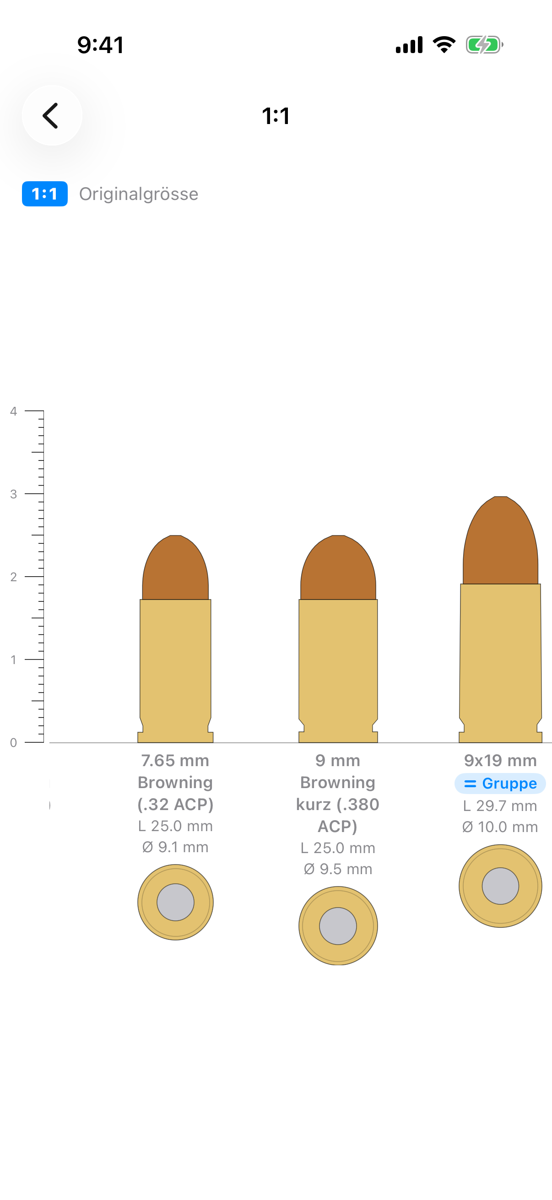 9:41
1:1
1:1 Originalgrösse
4
3
2
1
0
7.65 mm
Browning
(.32 ACP)
L 25.0 mm
Ø 9.1 mm
9 mm
Browning
kurz (.380
ACP)
L 25.0 mm
Ø 9.5 mm
9x19 mm
= Gruppe
L 29.7 mm
Ø 10.0 mm